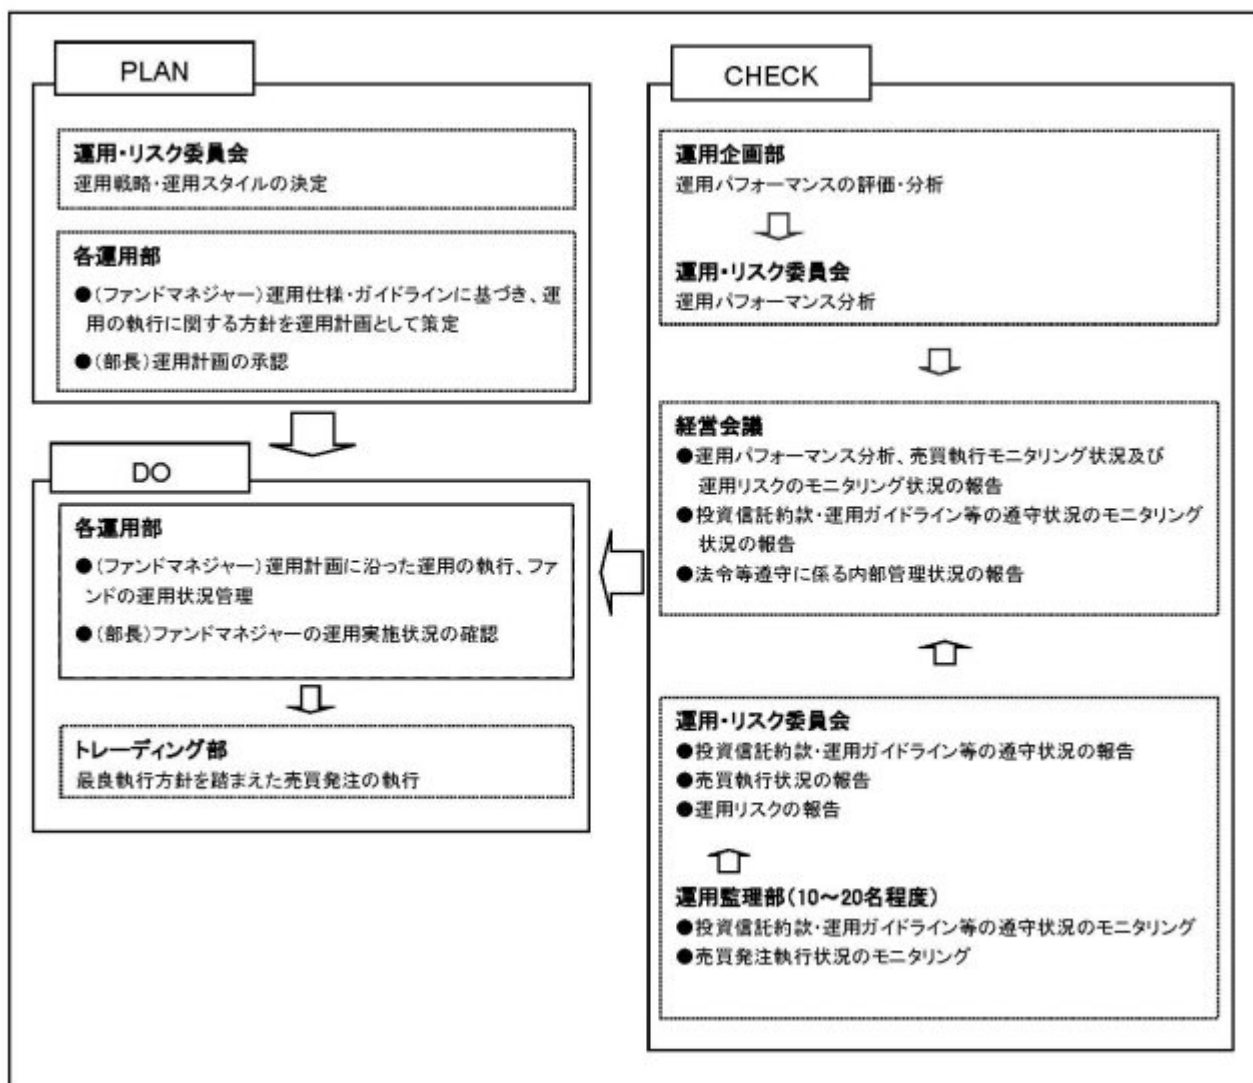 PLAN
運用・リスク委員会
運用戦略・運用スタイルの決定
各運用部
●(ファンドマネジャー)運用仕様・ガイドラインに基づき、運
用の執行に関する方針を運用計画として策定
●(部長)運用計画の承認
DO
各運用部
●(ファンドマネジャー)運用計画に沿った運用の執行、ファ
ンドの運用状況管理
●(部長)ファンドマネジャーの運用実施状況の確認
トレーディング部
最良執行方針を踏まえた売買発注の執行
CHECK
運用企画部
運用パフォーマンスの評価・分析
運用・リスク委員会
運用パフォーマンス分析
経営会議
●運用パフォーマンス分析、売買執行モニタリング状況及び
運用リスクのモニタリング状況の報告
●投資信託約款・運用ガイドライン等の遵守状況のモニタリング
状況の報告
●法令等遵守に係る内部管理状況の報告
運用・リスク委員会
●投資信託約款・運用ガイドライン等の遵守状況の報告
●売買執行状況の報告
●運用リスクの報告
運用監理部(10～20名程度)
●投資信託約款・運用ガイドライン等の遵守状況のモニタリング
●売買発注執行状況のモニタリング